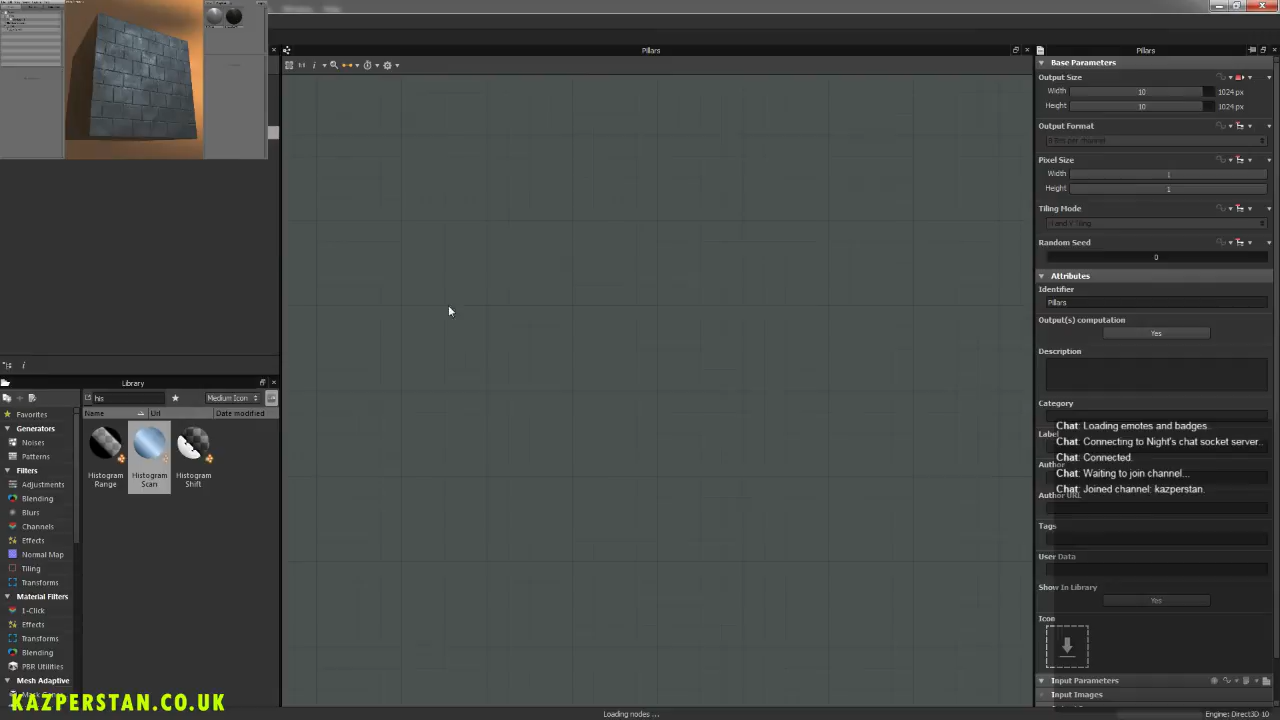 Pillars
Pillars
Base Parameters
Output Size
Width 10 1024 px
Height 10 1024 px
Output Format
Pixel Size
Width 1
Height 1
Tiling Mode
Random Seed
0
Attributes
Identifier
Pillars
Output(s) computation
Yes
Description
Category
Chat: Loading emotes and badges.
Label
Chat: Connecting to Night's chat socket server..
Chat: Connected.
Author
Chat: Waiting to join channel...
Chat: Joined channel: kazperstan.
Author URL
Tags
User Data
Show In Library
Yes
Icon
Input Parameters
Input Images
Library
his
Medium Icon
Name Url Date modified
Favorites
Generators
Noises
Patterns
Filters
Adjustments
Blending
Blurs
Channels
Effects
Normal Map
Tiling
Transforms
Material Filters
1-Click
Effects
Transforms
Blending
PBR Utilities
Mesh Adaptive
Histogram Range
Histogram Scan
Histogram Shift
KAZPERSTAN.CO.UK
Loading nodes ...
Engine: Direct3D 10